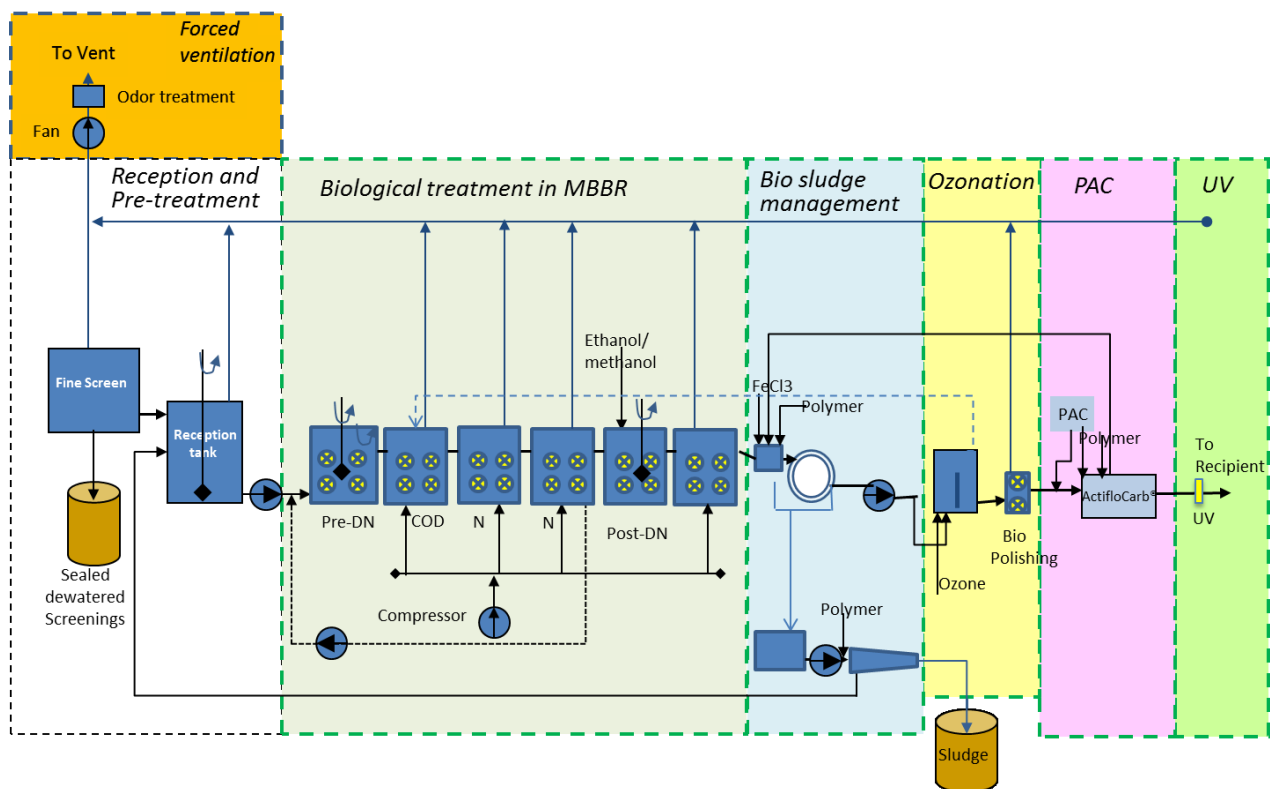 Forced
ventilation
To Vent
Odor treatment
Fan
Reception and
Pre-treatment
Biological treatment in MBBR
Bio sludge
management
Ozonation
PAC
UV
Fine Screen
Reception
tank
Sealed
dewatered
Screenings
Ethanol/
methanol
Pre-DN
COD
N
N
Post-DN
Compressor
FeCl3
Polymer
Polymer
Ozone
Bio
Polishing
PAC
Polymer
ActifloCarb®
To
Recipient
UV
Sludge